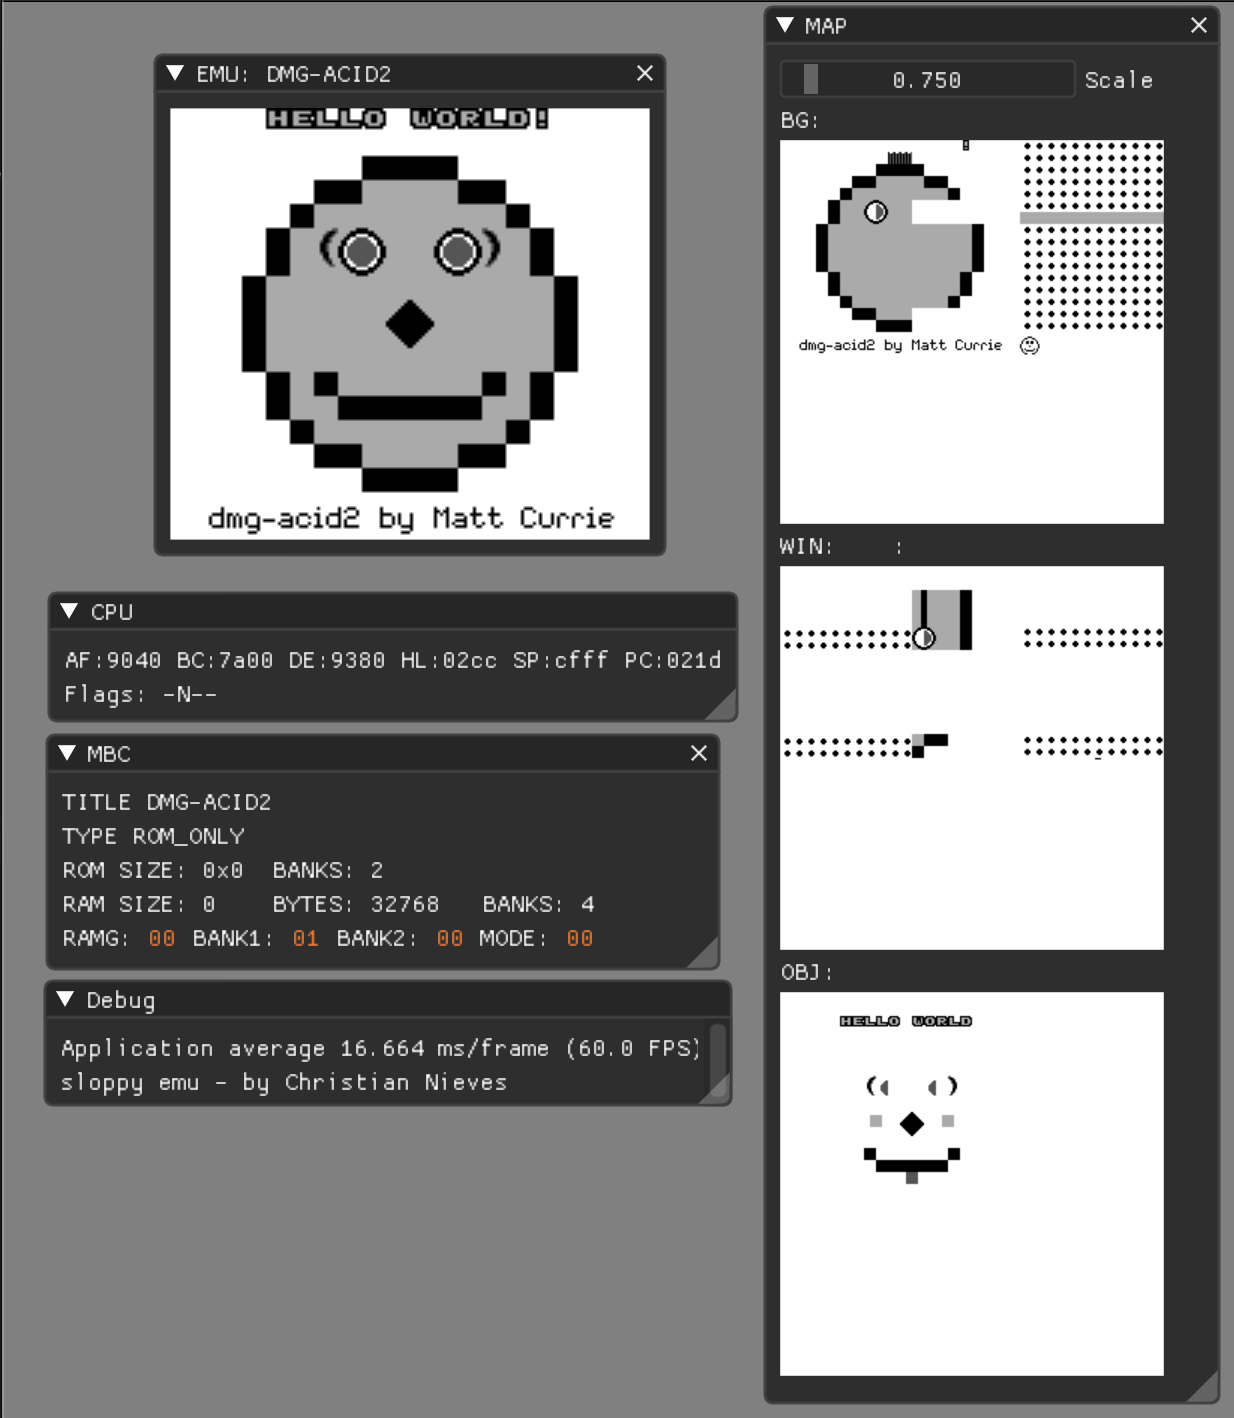 EMU: DMG-ACID2
HELLO WORLD!
dmg-acid2 by Matt Currie
CPU
AF:9040 BC:7a00 DE:9380 HL:02cc SP:cfff PC:021d
Flags: -N--
MBC
TITLE DMG-ACID2
TYPE ROM_ONLY
ROM SIZE: 0x0 BANKS: 2
RAM SIZE: 0 BYTES: 32768 BANKS: 4
RAMG: 00 BANK1: 01 BANK2: 00 MODE: 00
Debug
Application average 16.664 ms/frame (60.0 FPS)
sloppy emu - by Christian Nieves
MAP
0.750 Scale
BG:
!
dmg-acid2 by Matt Currie
WIN: :
OBJ:
HELLO WORLD